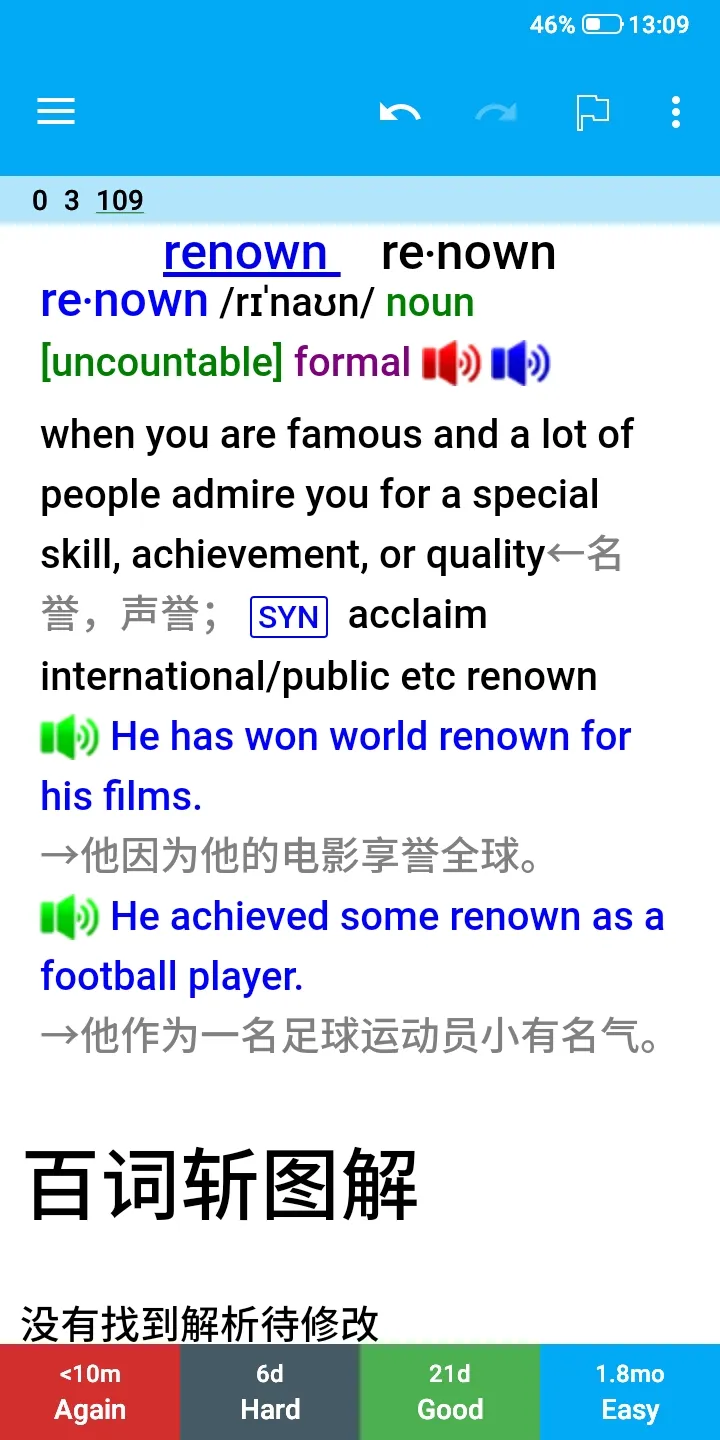 46% 13:09
0 3 109
renown re·now​n
re·nown /rɪˈnaʊn/ noun
[uncountable] formal
when you are famous and a lot of
people admire you for a special
skill, achievement, or quality←名
誉，声誉； SYN acclaim
international/public etc renown
He has won world renown for
his films.
→他因为他的电影享誉全球。
He achieved some renown as a
football player.
→他作为一名足球运动员小有名气。
百词斩图解
没有找到解析待修改
<10m 6d 21d 1.8mo
Again Hard Good Easy